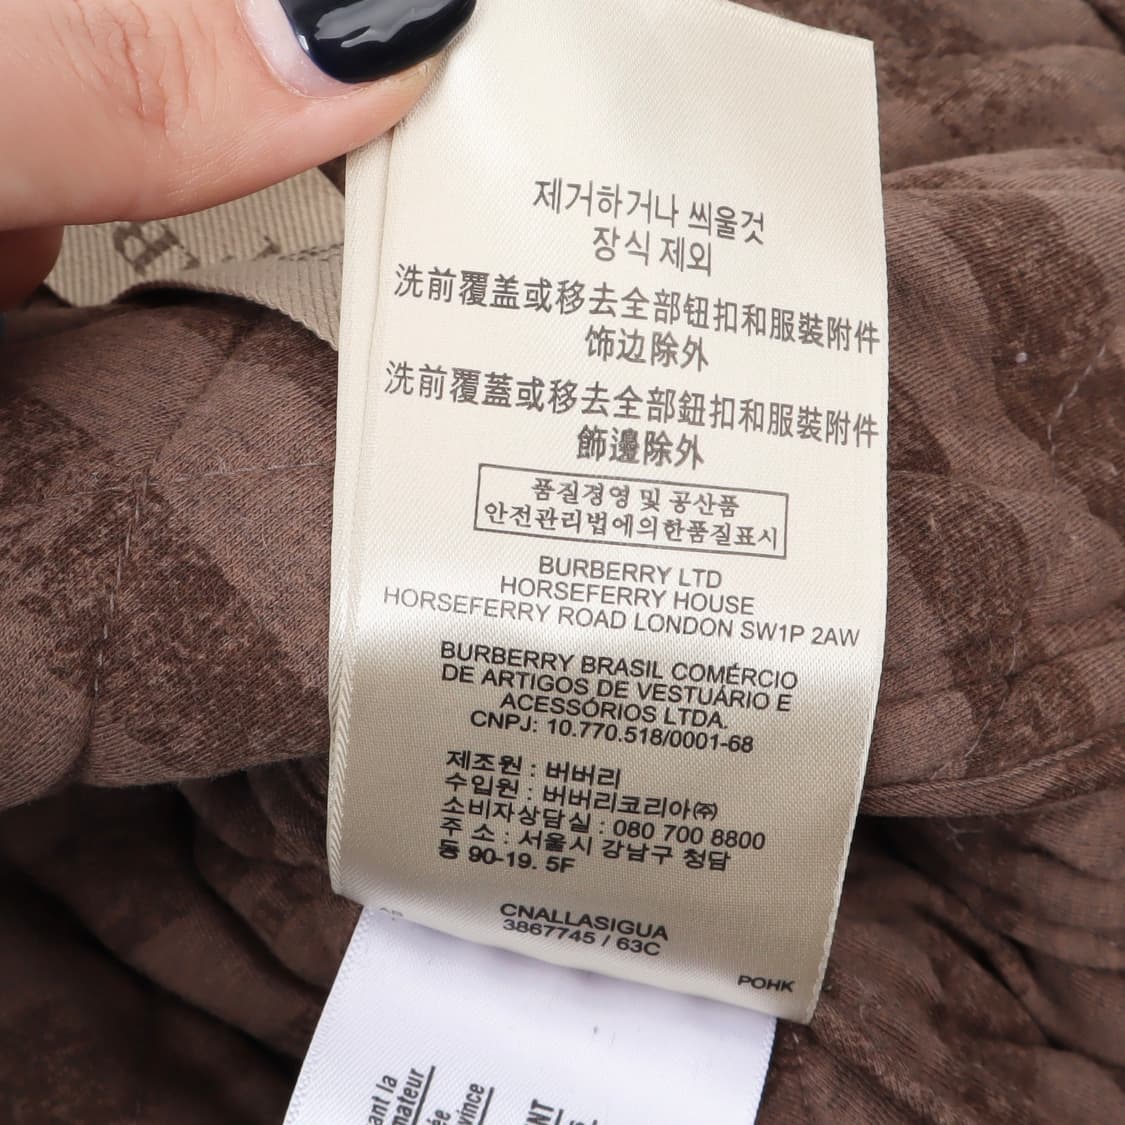 제거하거나 씌울것
장식 제외
洗前覆盖或移去全部钮扣和服裝附件
饰边除外
洗前覆蓋或移去全部鈕扣和服裝附件
飾邊除外
품질경영 및 공산품
안전관리법에의한품질표시
BURBERRY LTD
HORSEFERRY HOUSE
HORSEFERRY ROAD LONDON SW1P 2AW
BURBERRY BRASIL COMÉRCIO
DE ARTIGOS DE VESTUÁRIO E
ACESSÓRIOS LTDA.
CNPJ: 10.770.518/0001-68
제조원 : 버버리
수입원 : 버버리코리아㈜
소비자상담실 : 080 700 8800
주 소 : 서울시 강남구 청담
동 90-19. 5F
CNALLASIGUA
3867745 / 63C
POHK
ant la
mateur
ée
vince
NT